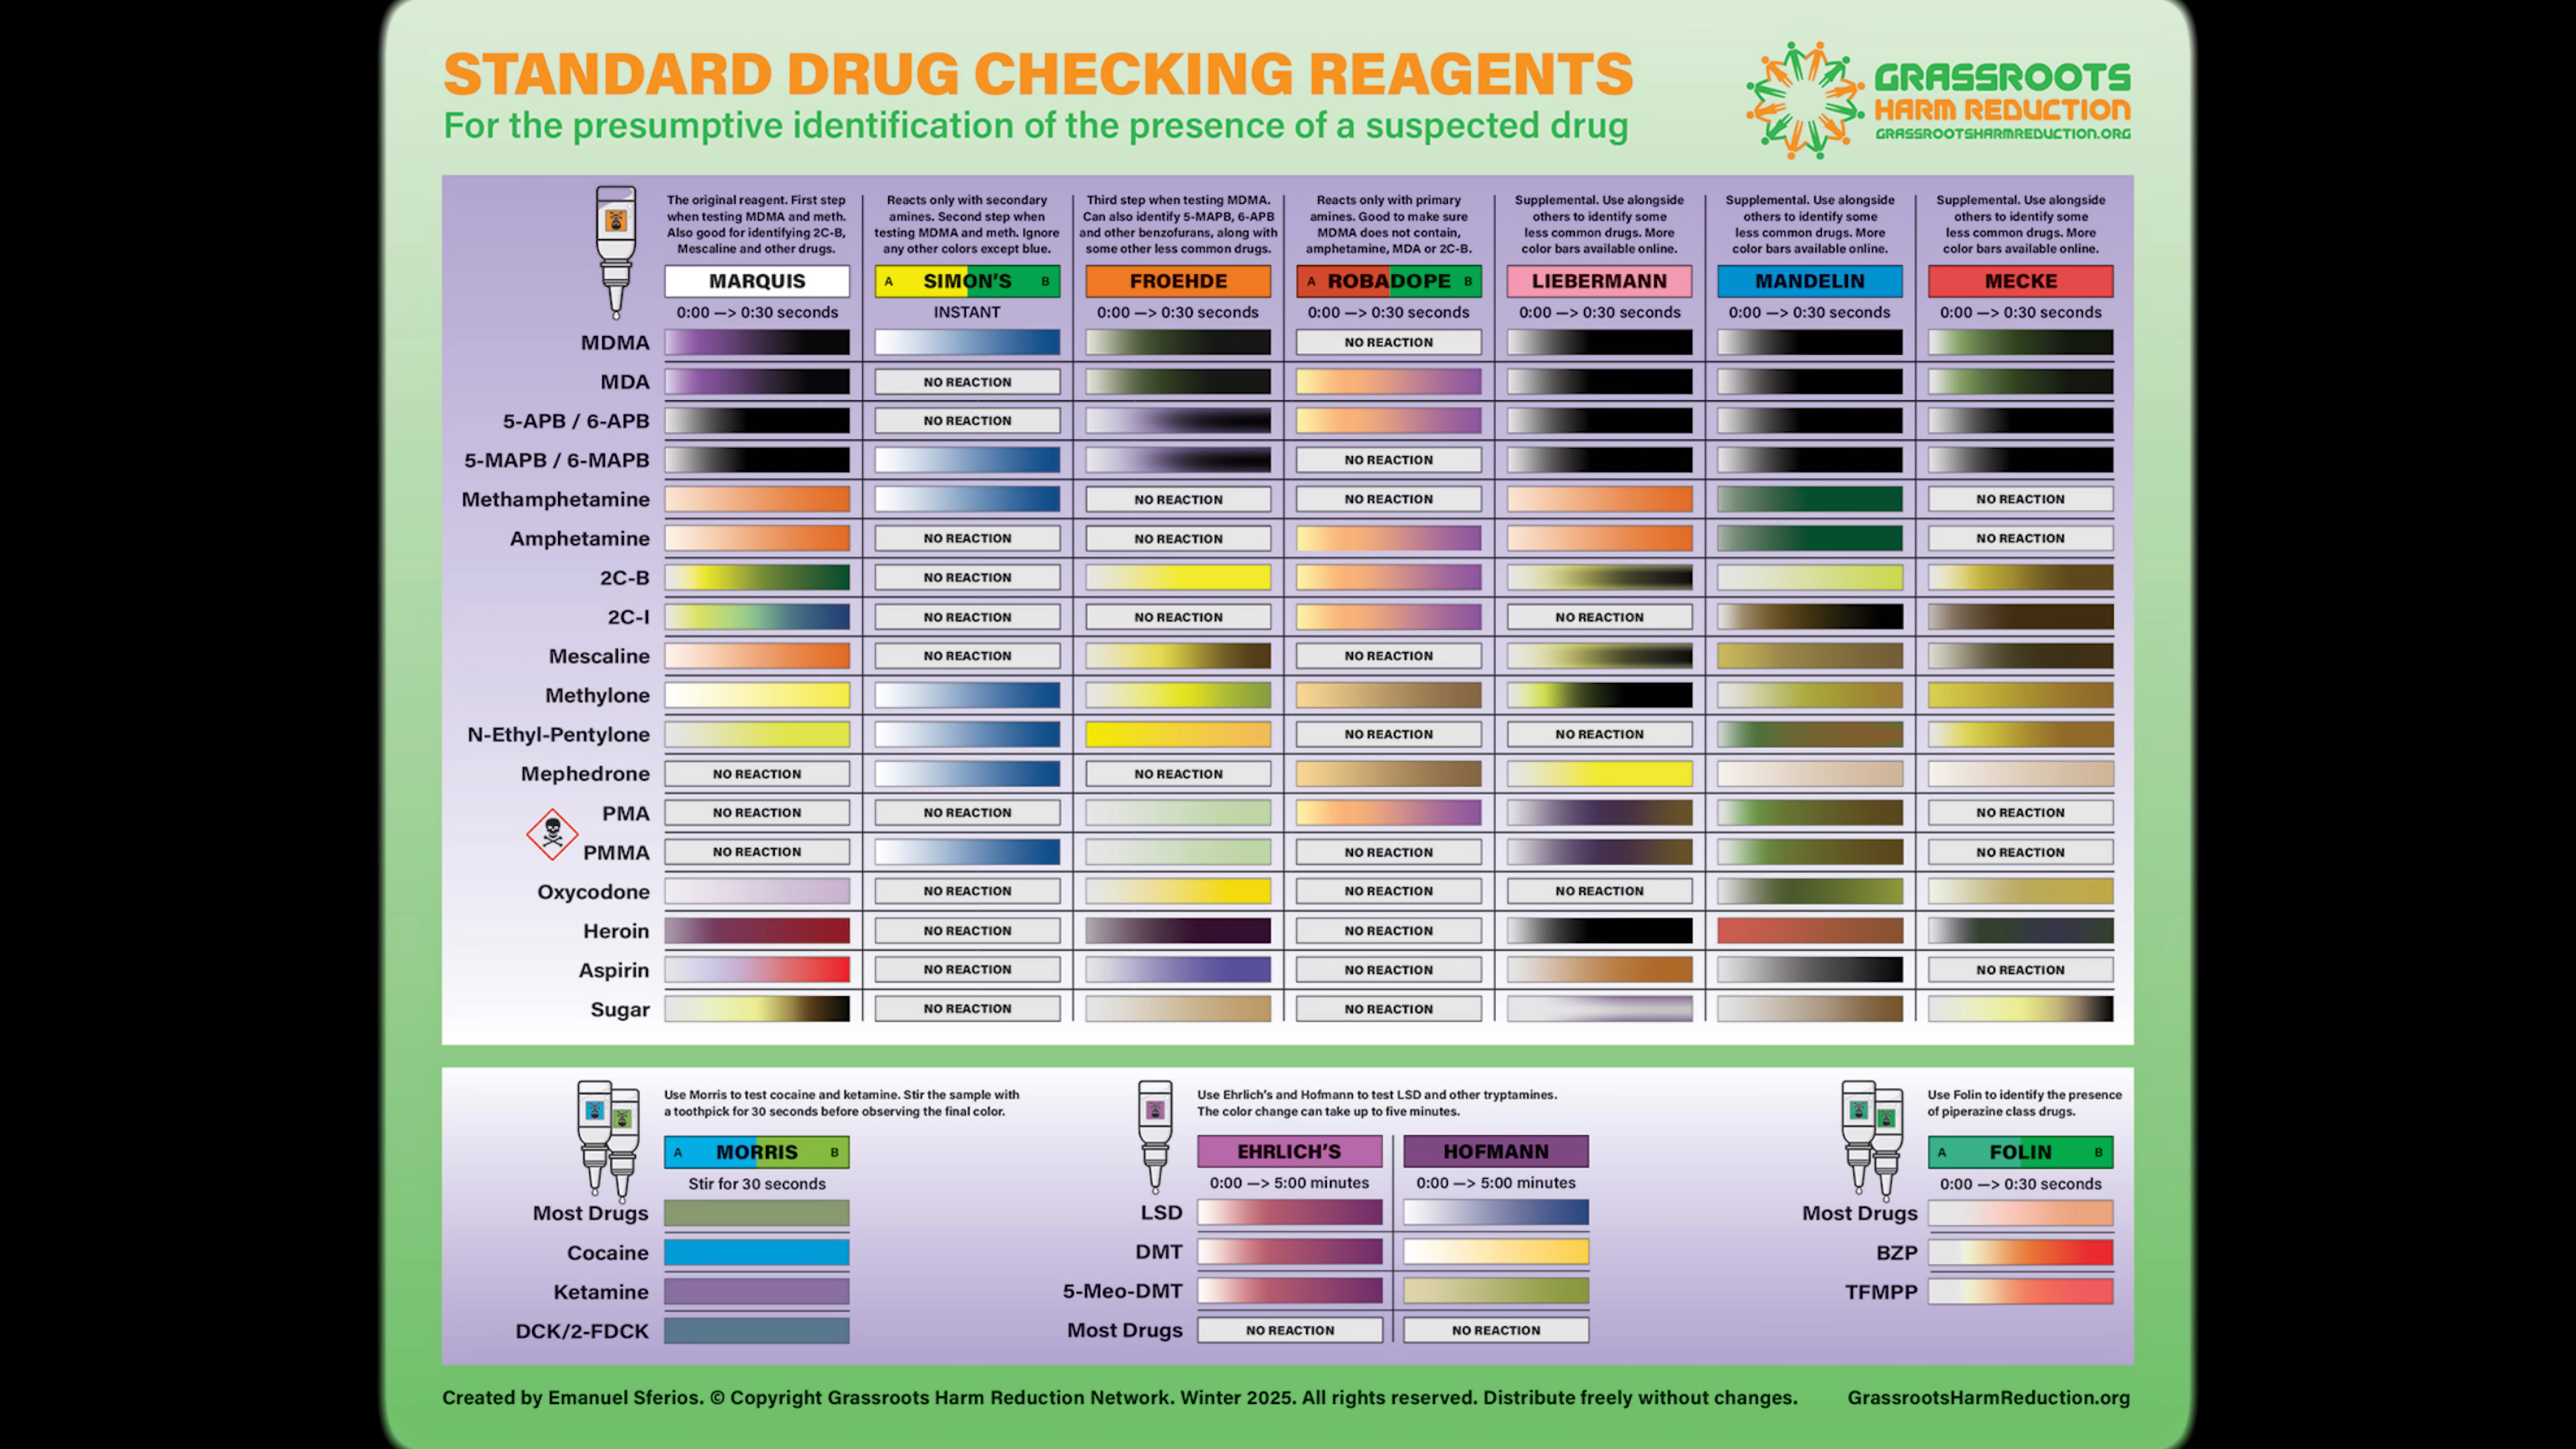 STANDARD DRUG CHECKING REAGENTS
For the presumptive identification of the presence of a suspected drug
GRASSROOTS
HARM REDUCTION
GRASSROOTSHARMREDUCTION.ORG
The original reagent. First step
when testing MDMA and meth.
Also good for identifying 2C-B,
Mescaline and other drugs.
Reacts only with secondary
amines. Second step when
testing MDMA and meth. Ignore
any other colors except blue.
Third step when testing MDMA.
Can also identify 5-MAPB, 6-APB
and other benzofurans, along with
some other less common drugs.
Reacts only with primary
amines. Good to make sure
MDMA does not contain,
amphetamine, MDA or 2C-B.
Supplemental. Use alongside
others to identify some
less common drugs. More
color bars available online.
Supplemental. Use alongside
others to identify some
less common drugs. More
color bars available online.
Supplemental. Use alongside
others to identify some
less common drugs. More
color bars available online.
MARQUIS A SIMON'S B FROEHDE A ROBADOPE B LIEBERMANN MANDELIN MECKE
0:00 —> 0:30 seconds INSTANT 0:00 —> 0:30 seconds 0:00 —> 0:30 seconds 0:00 —> 0:30 seconds 0:00 —> 0:30 seconds 0:00 —> 0:30 seconds
MDMA NO REACTION
MDA NO REACTION
5-APB / 6-APB NO REACTION
5-MAPB / 6-MAPB NO REACTION
Methamphetamine NO REACTION NO REACTION NO REACTION
Amphetamine NO REACTION NO REACTION NO REACTION
2C-B NO REACTION
2C-I NO REACTION NO REACTION NO REACTION
Mescaline NO REACTION NO REACTION
Methylone
N-Ethyl-Pentylone NO REACTION NO REACTION
Mephedrone NO REACTION NO REACTION
PMA NO REACTION NO REACTION NO REACTION
PMMA NO REACTION NO REACTION NO REACTION
Oxycodone NO REACTION NO REACTION NO REACTION
Heroin NO REACTION NO REACTION
Aspirin NO REACTION NO REACTION NO REACTION
Sugar NO REACTION NO REACTION
Use Morris to test cocaine and ketamine. Stir the sample with
a toothpick for 30 seconds before observing the final color.
A MORRIS B
Stir for 30 seconds
Most Drugs
Cocaine
Ketamine
DCK/2-FDCK
Use Ehrlich's and Hofmann to test LSD and other tryptamines.
The color change can take up to five minutes.
EHRLICH'S HOFMANN
0:00 —> 5:00 minutes 0:00 —> 5:00 minutes
LSD
DMT
5-Meo-DMT
Most Drugs NO REACTION NO REACTION
Use Folin to identify the presence
of piperazine class drugs.
A FOLIN B
0:00 —> 0:30 seconds
Most Drugs
BZP
TFMPP
Created by Emanuel Sferios. © Copyright Grassroots Harm Reduction Network. Winter 2025. All rights reserved. Distribute freely without changes. GrassrootsHarmReduction.org